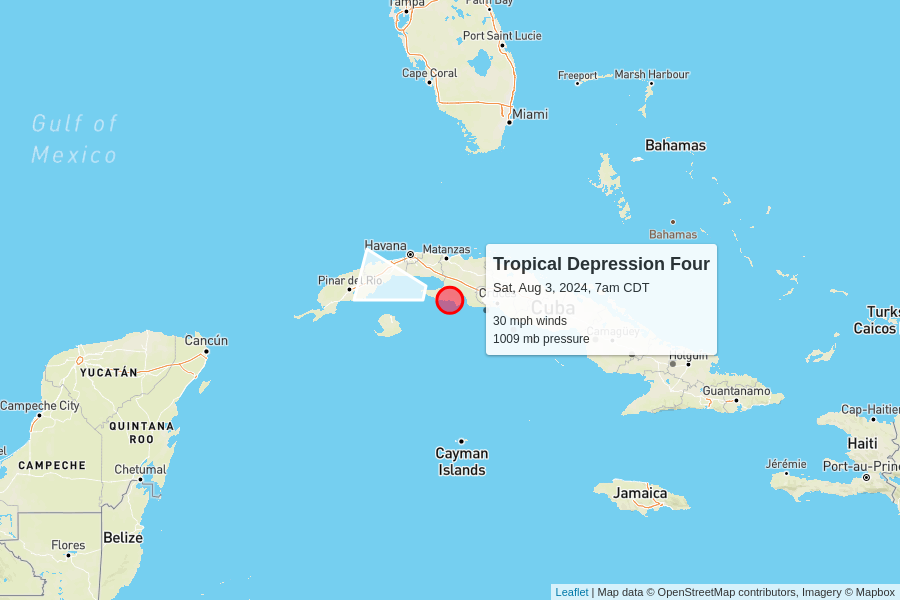 Tampa
Palm Bay
Port Saint Lucie
Cape Coral
Freeport
Marsh Harbour
Miami
Gulf of
Mexico
Bahamas
Bahamas
Havana
Matanzas
Pinar del Río
Tropical Depression Four
Sat, Aug 3, 2024, 7am CDT
30 mph winds
1009 mb pressure
Cuba
Camagüey
Holguín
Turks
Caicos I
Cancún
YUCATÁN
Guantanamo
Campeche City
Cap-Haitien
QUINTANA
ROO
Haiti
Cayman
Islands
CAMPECHE
Chetumal
Jérémie
Port-au-Prince
Jamaica
Belize
Flores
Leaflet | Map data © OpenStreetMap contributors, Imagery © Mapbox